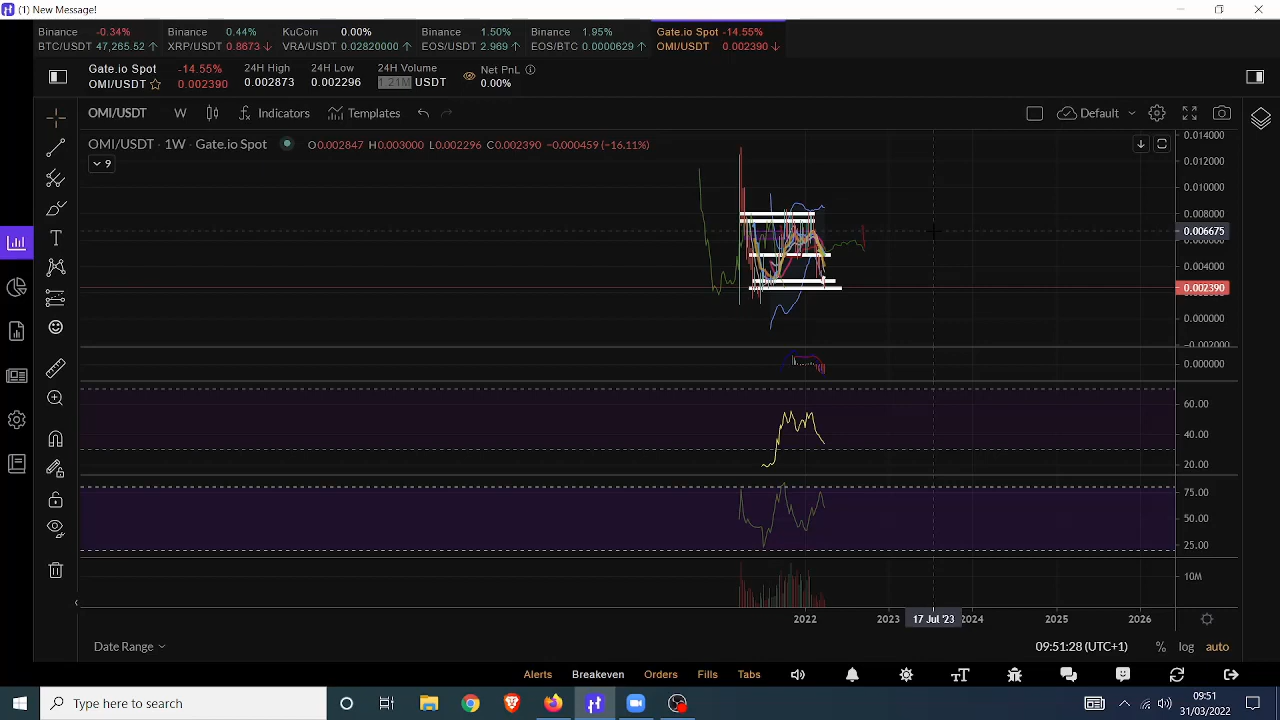 (1) New Message!
Binance -0.34% Binance 0.44% KuCoin 0.00% Binance 1.50% Binance 1.95% Gate.io Spot -14.55%
BTC/USDT 47,265.52 ↑ XRP/USDT 0.8673 ↓ VRA/USDT 0.02820000 ↑ EOS/USDT 2.969 ↑ EOS/BTC 0.0000629 ↑ OMI/USDT 0.002390 ↓
Gate.io Spot -14.55% 24H High 24H Low 24H Volume Net PnL
OMI/USDT 0.002390 0.002873 0.002296 1.21M USDT 0.00%
OMI/USDT W Indicators Templates Default
OMI/USDT · 1W · Gate.io Spot O0.002847 H0.003000 C0.002390 −0.000459 (−16.11%)
9
0.014000
0.012000
0.010000
0.008000
0.006675
0.006000
0.004000
0.002390
0.000000
−0.002000
0.000000
60.00
40.00
20.00
75.00
50.00
25.00
10M
2022 2023 17 Jul '23 2024 2025 2026
Date Range 09:51:28 (UTC+1) % log auto
Alerts Breakeven Orders Fills Tabs
Type here to search
09:51
31/03/2022